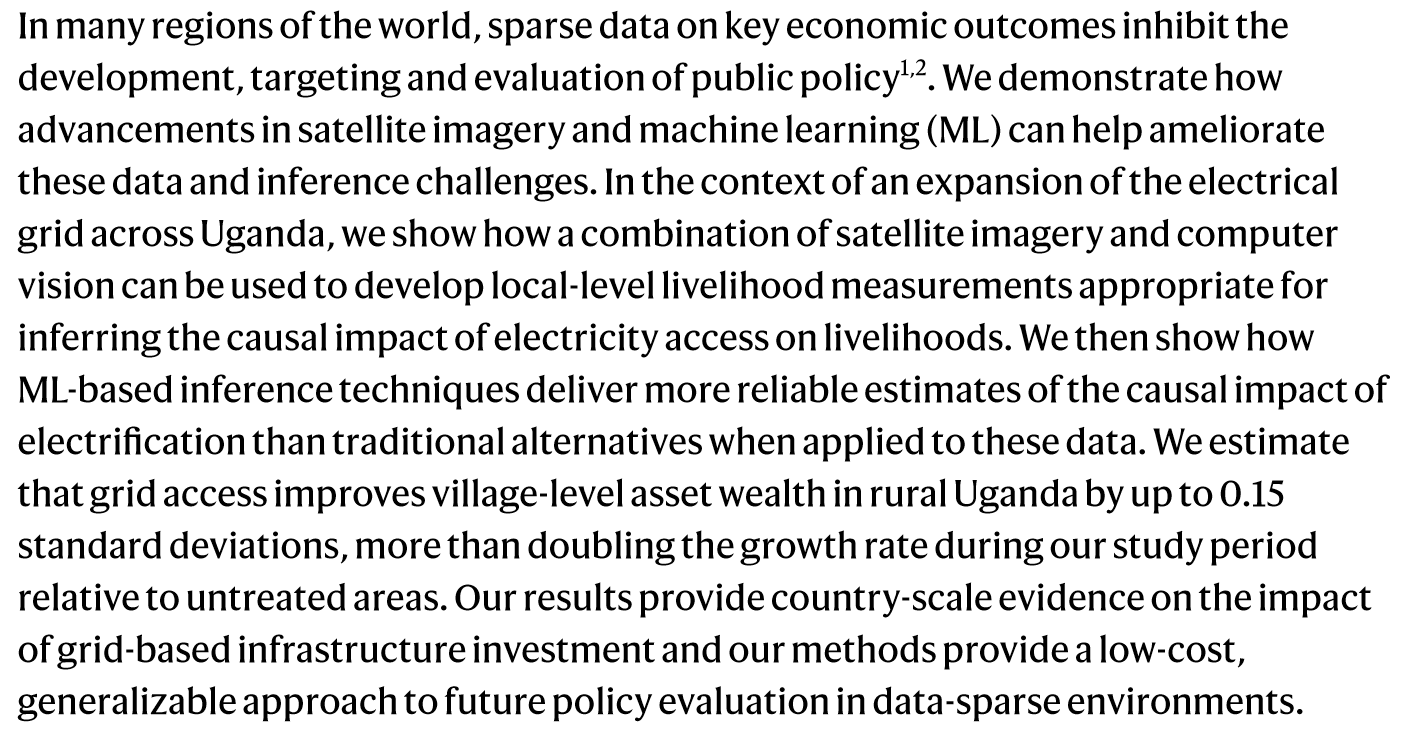 In many regions of the world, sparse data on key economic outcomes inhibit the
development, targeting and evaluation of public policy1,2. We demonstrate how
advancements in satellite imagery and machine learning (ML) can help ameliorate
these data and inference challenges. In the context of an expansion of the electrical
grid across Uganda, we show how a combination of satellite imagery and computer
vision can be used to develop local-level livelihood measurements appropriate for
inferring the causal impact of electricity access on livelihoods. We then show how
ML-based inference techniques deliver more reliable estimates of the causal impact of
electrification than traditional alternatives when applied to these data. We estimate
that grid access improves village-level asset wealth in rural Uganda by up to 0.15
standard deviations, more than doubling the growth rate during our study period
relative to untreated areas. Our results provide country-scale evidence on the impact
of grid-based infrastructure investment and our methods provide a low-cost,
generalizable approach to future policy evaluation in data-sparse environments.